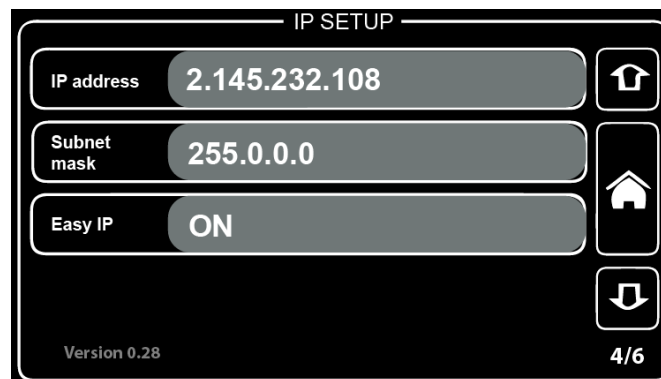 IP SETUP
IP address 2.145.232.108
Subnet
mask 255.0.0.0
Easy IP ON
Version 0.28
4/6